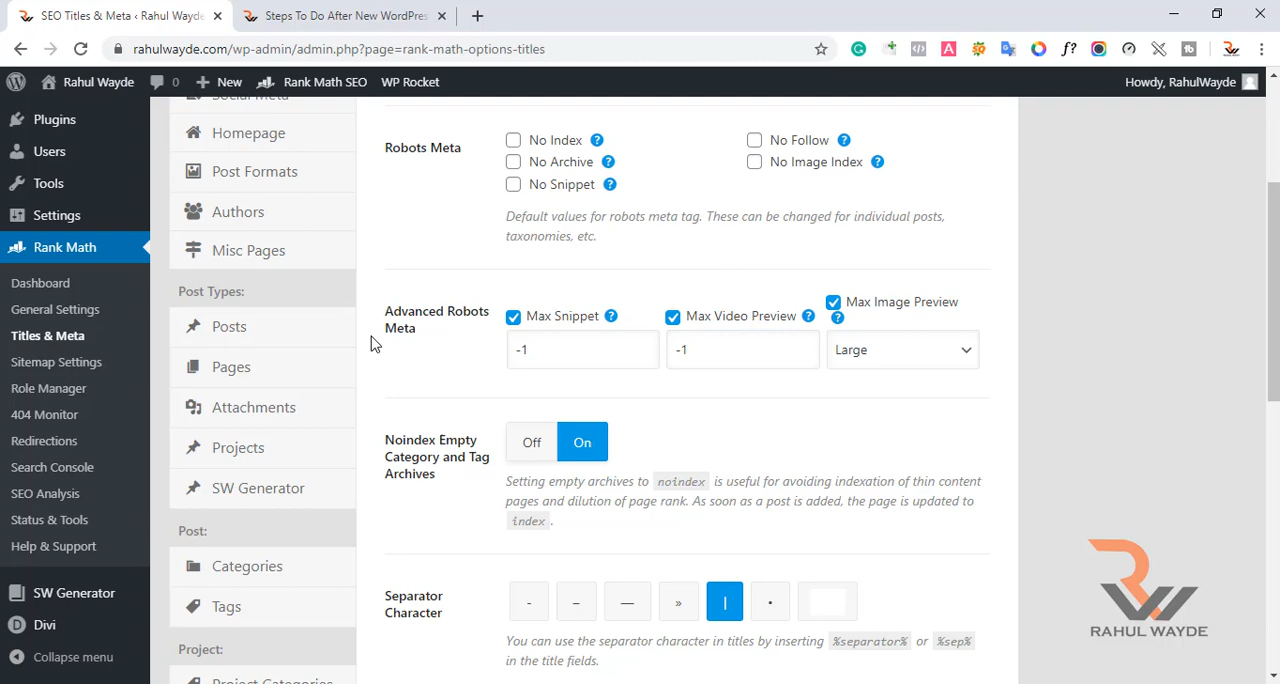 SEO Titles & Meta ‹ Rahul Wayde
Steps To Do After New WordPres
rahulwayde.com/wp-admin/admin.php?page=rank-math-options-titles
Rahul Wayde
0
New
Rank Math SEO
WP Rocket
Howdy, RahulWayde
Plugins
Users
Tools
Settings
Rank Math
Dashboard
General Settings
Titles & Meta
Sitemap Settings
Role Manager
404 Monitor
Redirections
Search Console
SEO Analysis
Status & Tools
Help & Support
SW Generator
Divi
Collapse menu
Social Meta
Homepage
Post Formats
Authors
Misc Pages
Post Types:
Posts
Pages
Attachments
Projects
SW Generator
Post:
Categories
Tags
Project:
Project Categories
Robots Meta
No Index
No Follow
No Archive
No Image Index
No Snippet
Default values for robots meta tag. These can be changed for individual posts,
taxonomies, etc.
Advanced Robots
Meta
Max Snippet
Max Video Preview
Max Image Preview
-1
-1
Large
Noindex Empty
Category and Tag
Archives
Off
On
Setting empty archives to noindex is useful for avoiding indexation of thin content
pages and dilution of page rank. As soon as a post is added, the page is updated to
index.
Separator
Character
- – — » | •
You can use the separator character in titles by inserting %separator% or %sep%
in the title fields.
RAHUL WAYDE